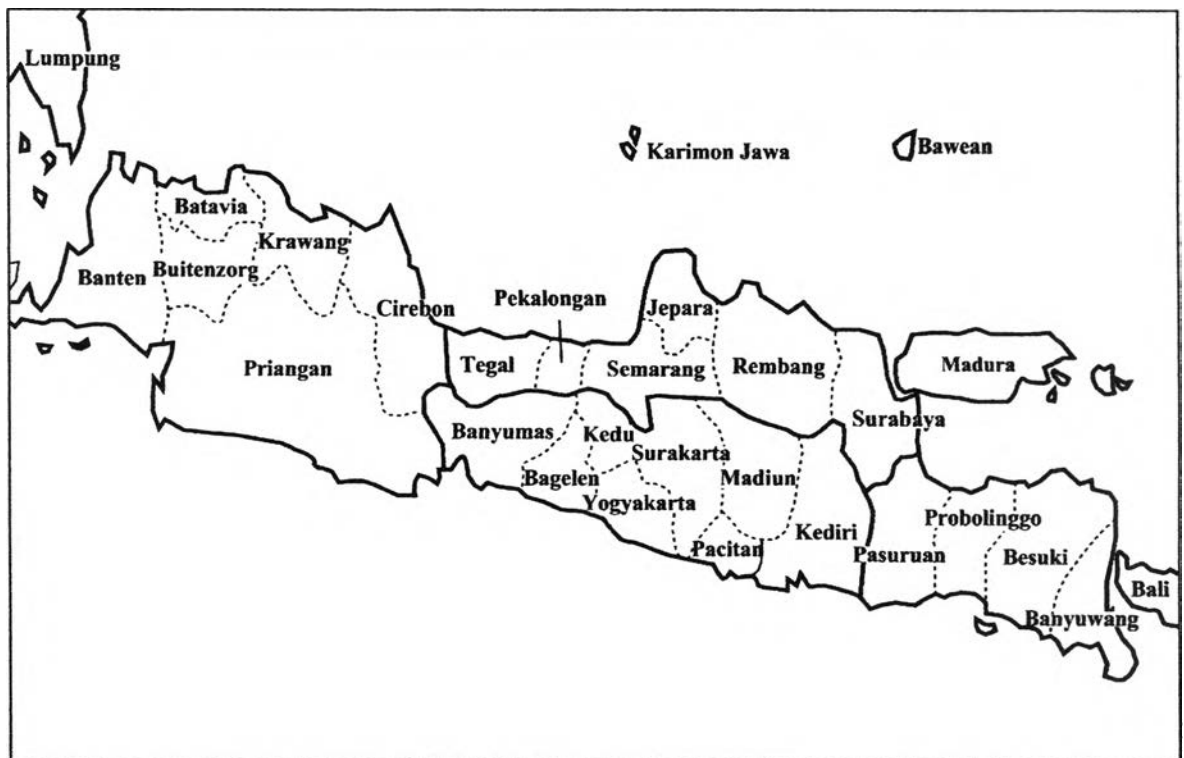 Lumpung
Karimon Jawa
Bawean
Batavia
Krawang
Buitenzorg
Banten
Cirebon
Pekalongan
Jepara
Priangan
Tegal
Semarang
Rembang
Madura
Surabaya
Banyumas
Kedu
Surakarta
Bagelen
Madiun
Yogyakarta
Probolinggo
Kediri
Pacitan
Pasuruan
Besuki
Bali
Banyuwang